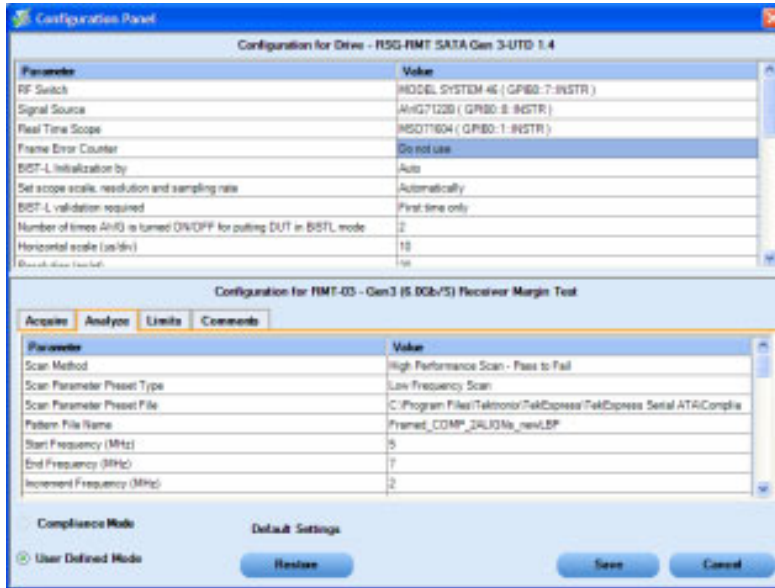 Configuration Panel
Configuration for Drive - RSG-RMT SATA Gen 3-UTD 1.4
Parameter Value
RF Switch MODEL SYSTEM 46 ( GPIB0::7::INSTR )
Signal Source AWG7122B ( GPIB0::8::INSTR )
Real Time Scope MSO71604 ( GPIB0::1::INSTR )
Frame Error Counter Do not use
BIST-L Initialization by Auto
Set scope scale, resolution and sampling rate Automatically
BIST-L validation required First time only
Number of times AWG is turned ON/OFF for putting DUT in BISTL mode 2
Horizontal scale (us/div) 10
Configuration for RMT-03 - Gen3 (6.0Gb/S) Receiver Margin Test
Acquire Analyze Limits Comments
Parameter Value
Scan Method High Performance Scan - Pass to Fail
Scan Parameter Preset Type Low Frequency Scan
Scan Parameter Preset File C:\Program Files\Tektronix\TekExpress\TekExpress Serial ATA\Complia
Pattern File Name Framed_COMP_2ALIGNs_newLBP
Start Frequency (MHz) 5
End Frequency (MHz) 7
Increment Frequency (MHz) 2
Compliance Mode Default Settings
User Defined Mode Restore Save Cancel